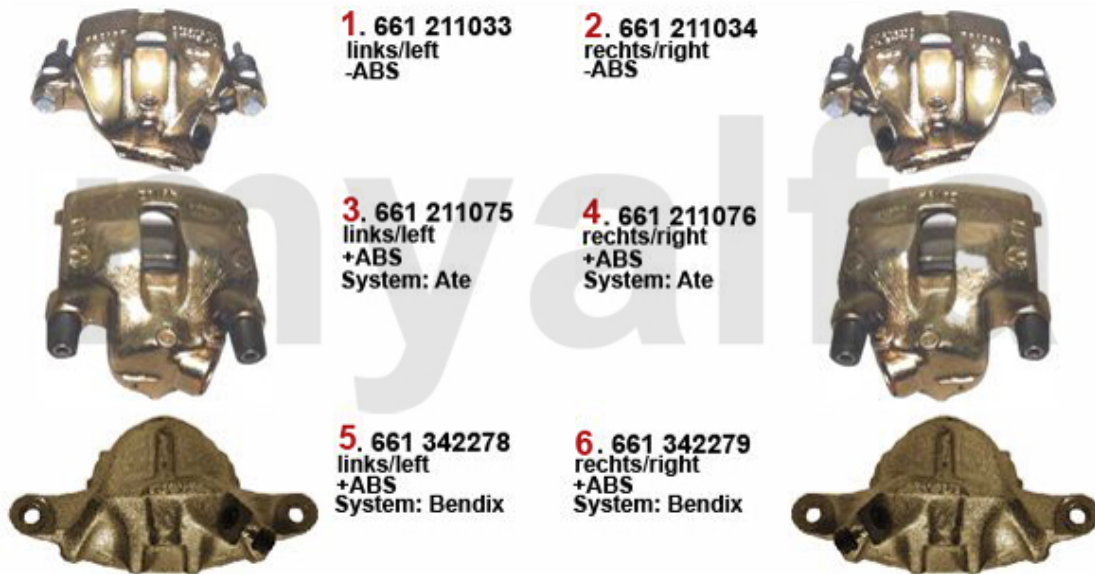 1. 661 211033
links/left
-ABS
2. 661 211034
rechts/right
-ABS
3. 661 211075
links/left
+ABS
System: Ate
4. 661 211076
rechts/right
+ABS
System: Ate
5. 661 342278
links/left
+ABS
System: Bendix
6. 661 342279
rechts/right
+ABS
System: Bendix
myalfa